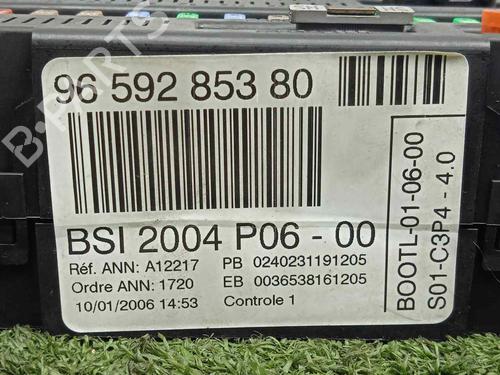 96 592 853 80
BSI 2004 P06 - 00
Réf. ANN: A12217 PB 0240231191205
Ordre ANN: 1720 EB 0036538161205
10/01/2006 14:53 Controle 1
BOOTL-01-06-00
S01-C3P4 - 4.0
B-PARTS